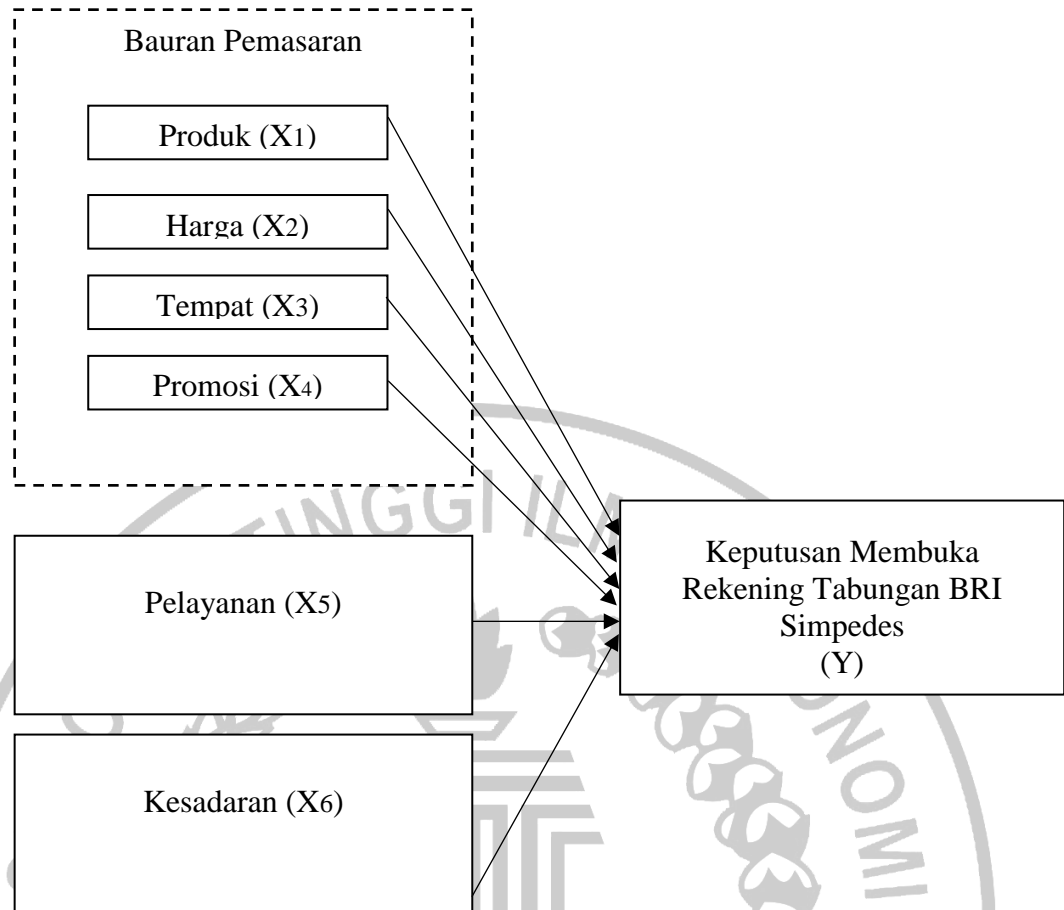 Bauran Pemasaran
Produk (X1)
Harga (X2)
Tempat (X3)
Promosi (X4)
Pelayanan (X5)
Kesadaran (X6)
Keputusan Membuka
Rekening Tabungan BRI
Simpedes
(Y)
TINGGI